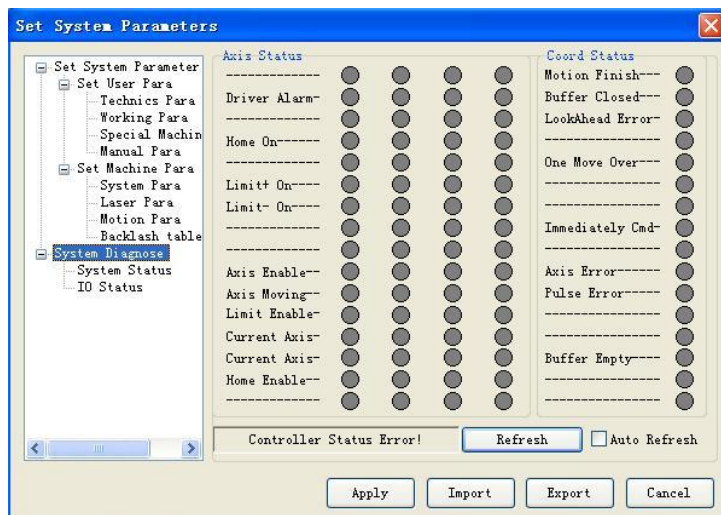 Set System Parameters
Set System Parameter
Set User Para
Technics Para
Working Para
Special Machin
Manual Para
Set Machine Para
System Para
Laser Para
Motion Para
Backlash table
System Diagnose
System Status
IO Status
Axis Status
------------
Driver Alarm-
------------
Home On------
------------
Limit+ On----
Limit- On----
------------
------------
Axis Enable--
Axis Moving--
Limit Enable-
Current Axis-
Current Axis-
Home Enable--
------------
Coord Status
Motion Finish---
Buffer Closed---
LookAhead Error-
---------------
One Move Over---
---------------
---------------
Immediately Cmd-
---------------
Axis Error------
Pulse Error-----
---------------
---------------
Buffer Empty----
---------------
---------------
Controller Status Error!
Refresh
Auto Refresh
Apply
Import
Export
Cancel